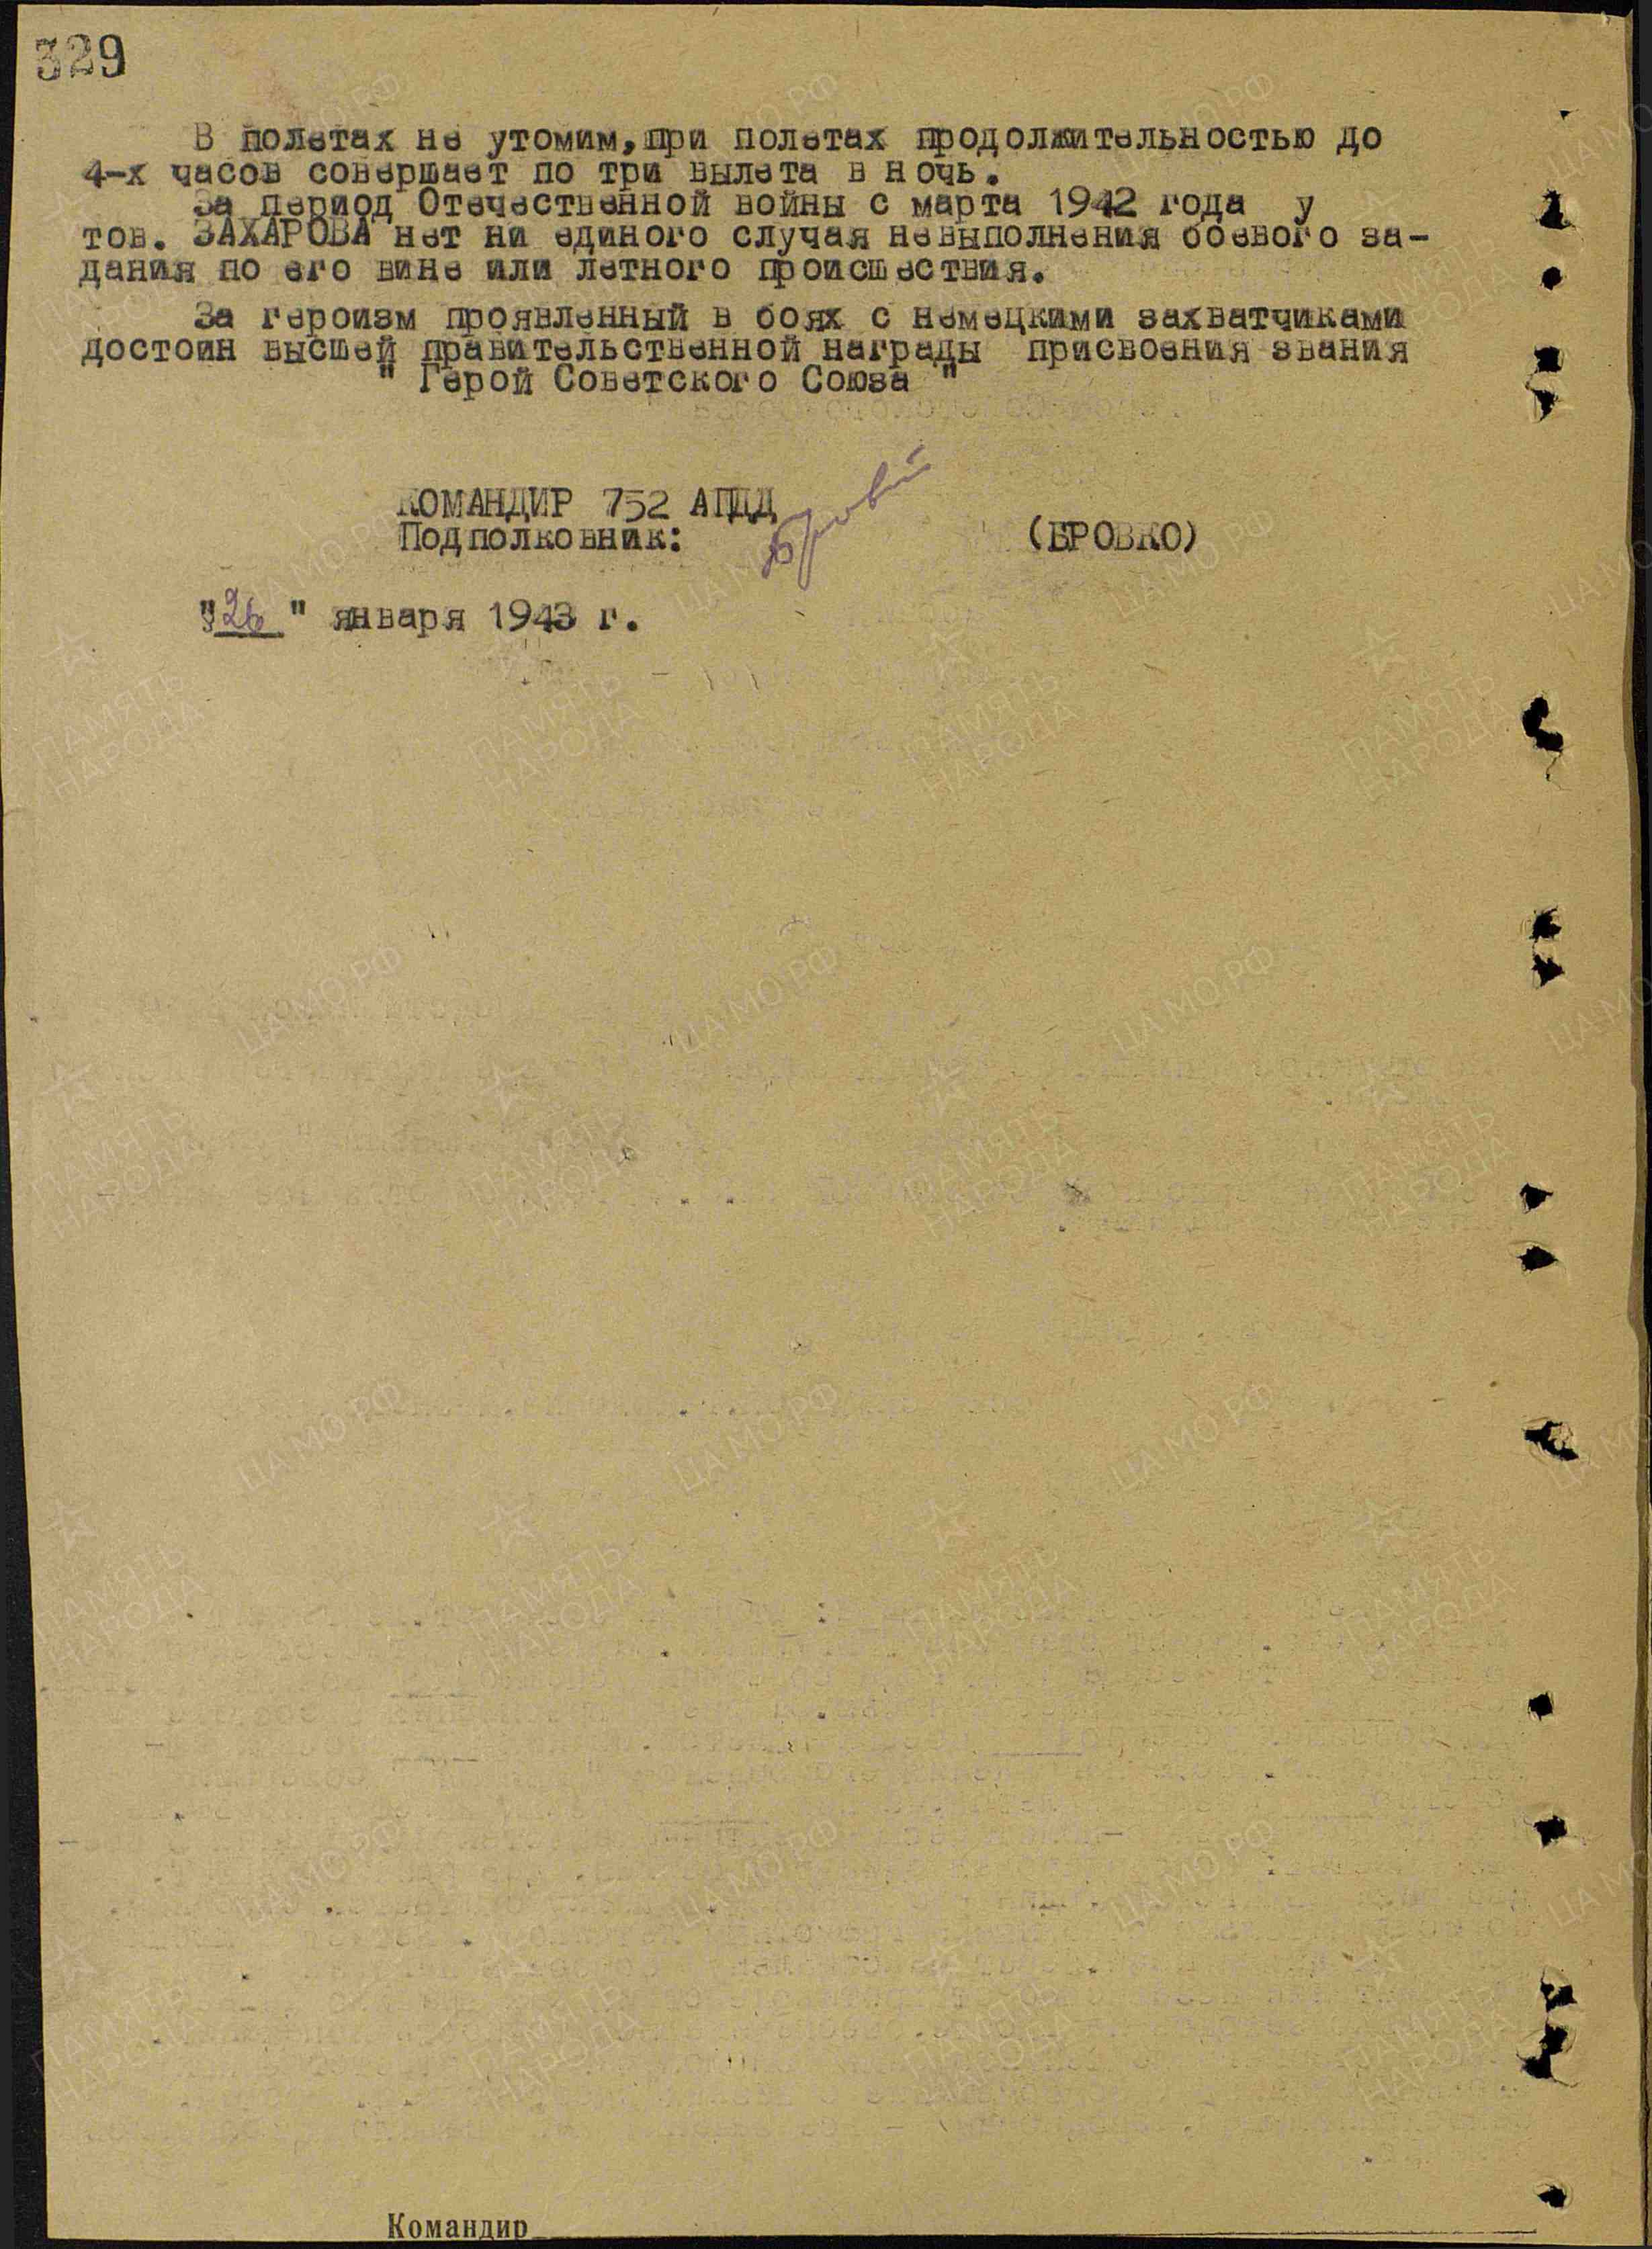 329
В полетах не утомим, при полетах продолжительностью до
4-х часов совершает по три вылета в ночь.
За период Отечественной войны с марта 1942 года у
тов. ЗАХАРОВА нет ни единого случая невыполнения боевого за-
дания по его вине или летного происшествия.
За героизм проявленный в боях с немецкими захватчиками
достоин высшей правительственной награды присвоения звания
" Герой Советского Союза "
КОМАНДИР 752 АПДД
Подполковник: (БРОВКО)
"26" января 1943 г.
Командир